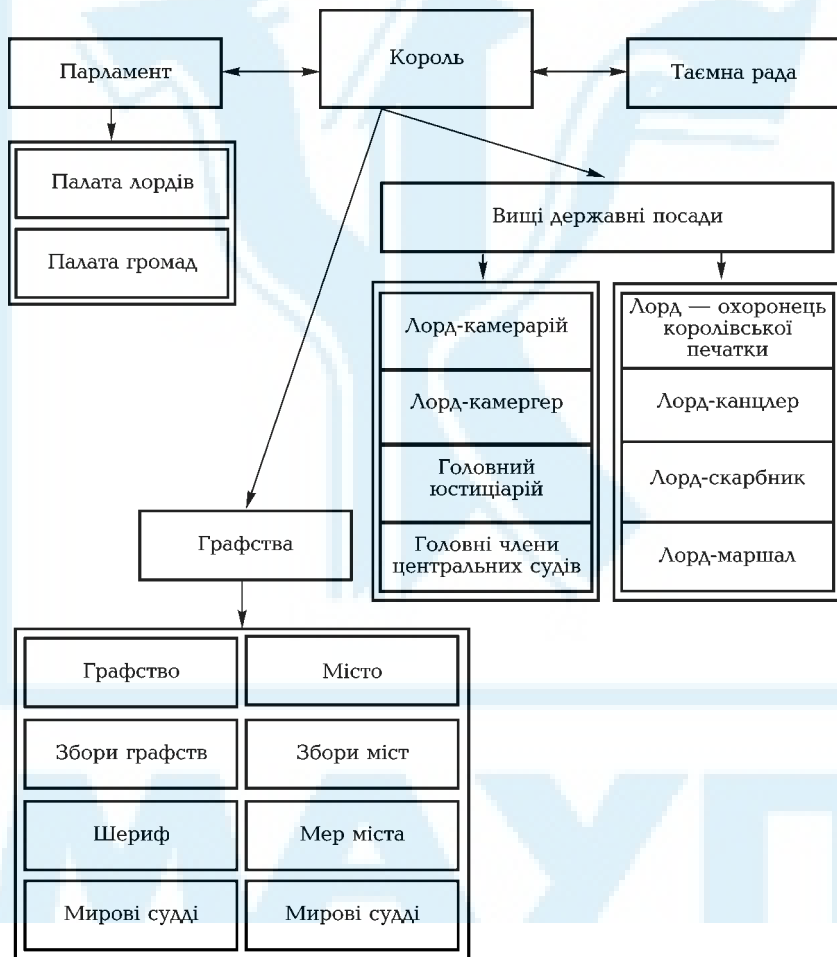 Король
Парламент
Таємна рада
Палата лордів
Палата громад
Вищі державні посади
Лорд-камерарій
Лорд-камергер
Головний
юстиціарій
Головні члени
центральних судів
Лорд — охоронець
королівської
печатки
Лорд-канцлер
Лорд-скарбник
Лорд-маршал
Графства
Графство
Місто
Збори графств
Збори міст
Шериф
Мер міста
Мирові судді
Мирові судді
МАУП